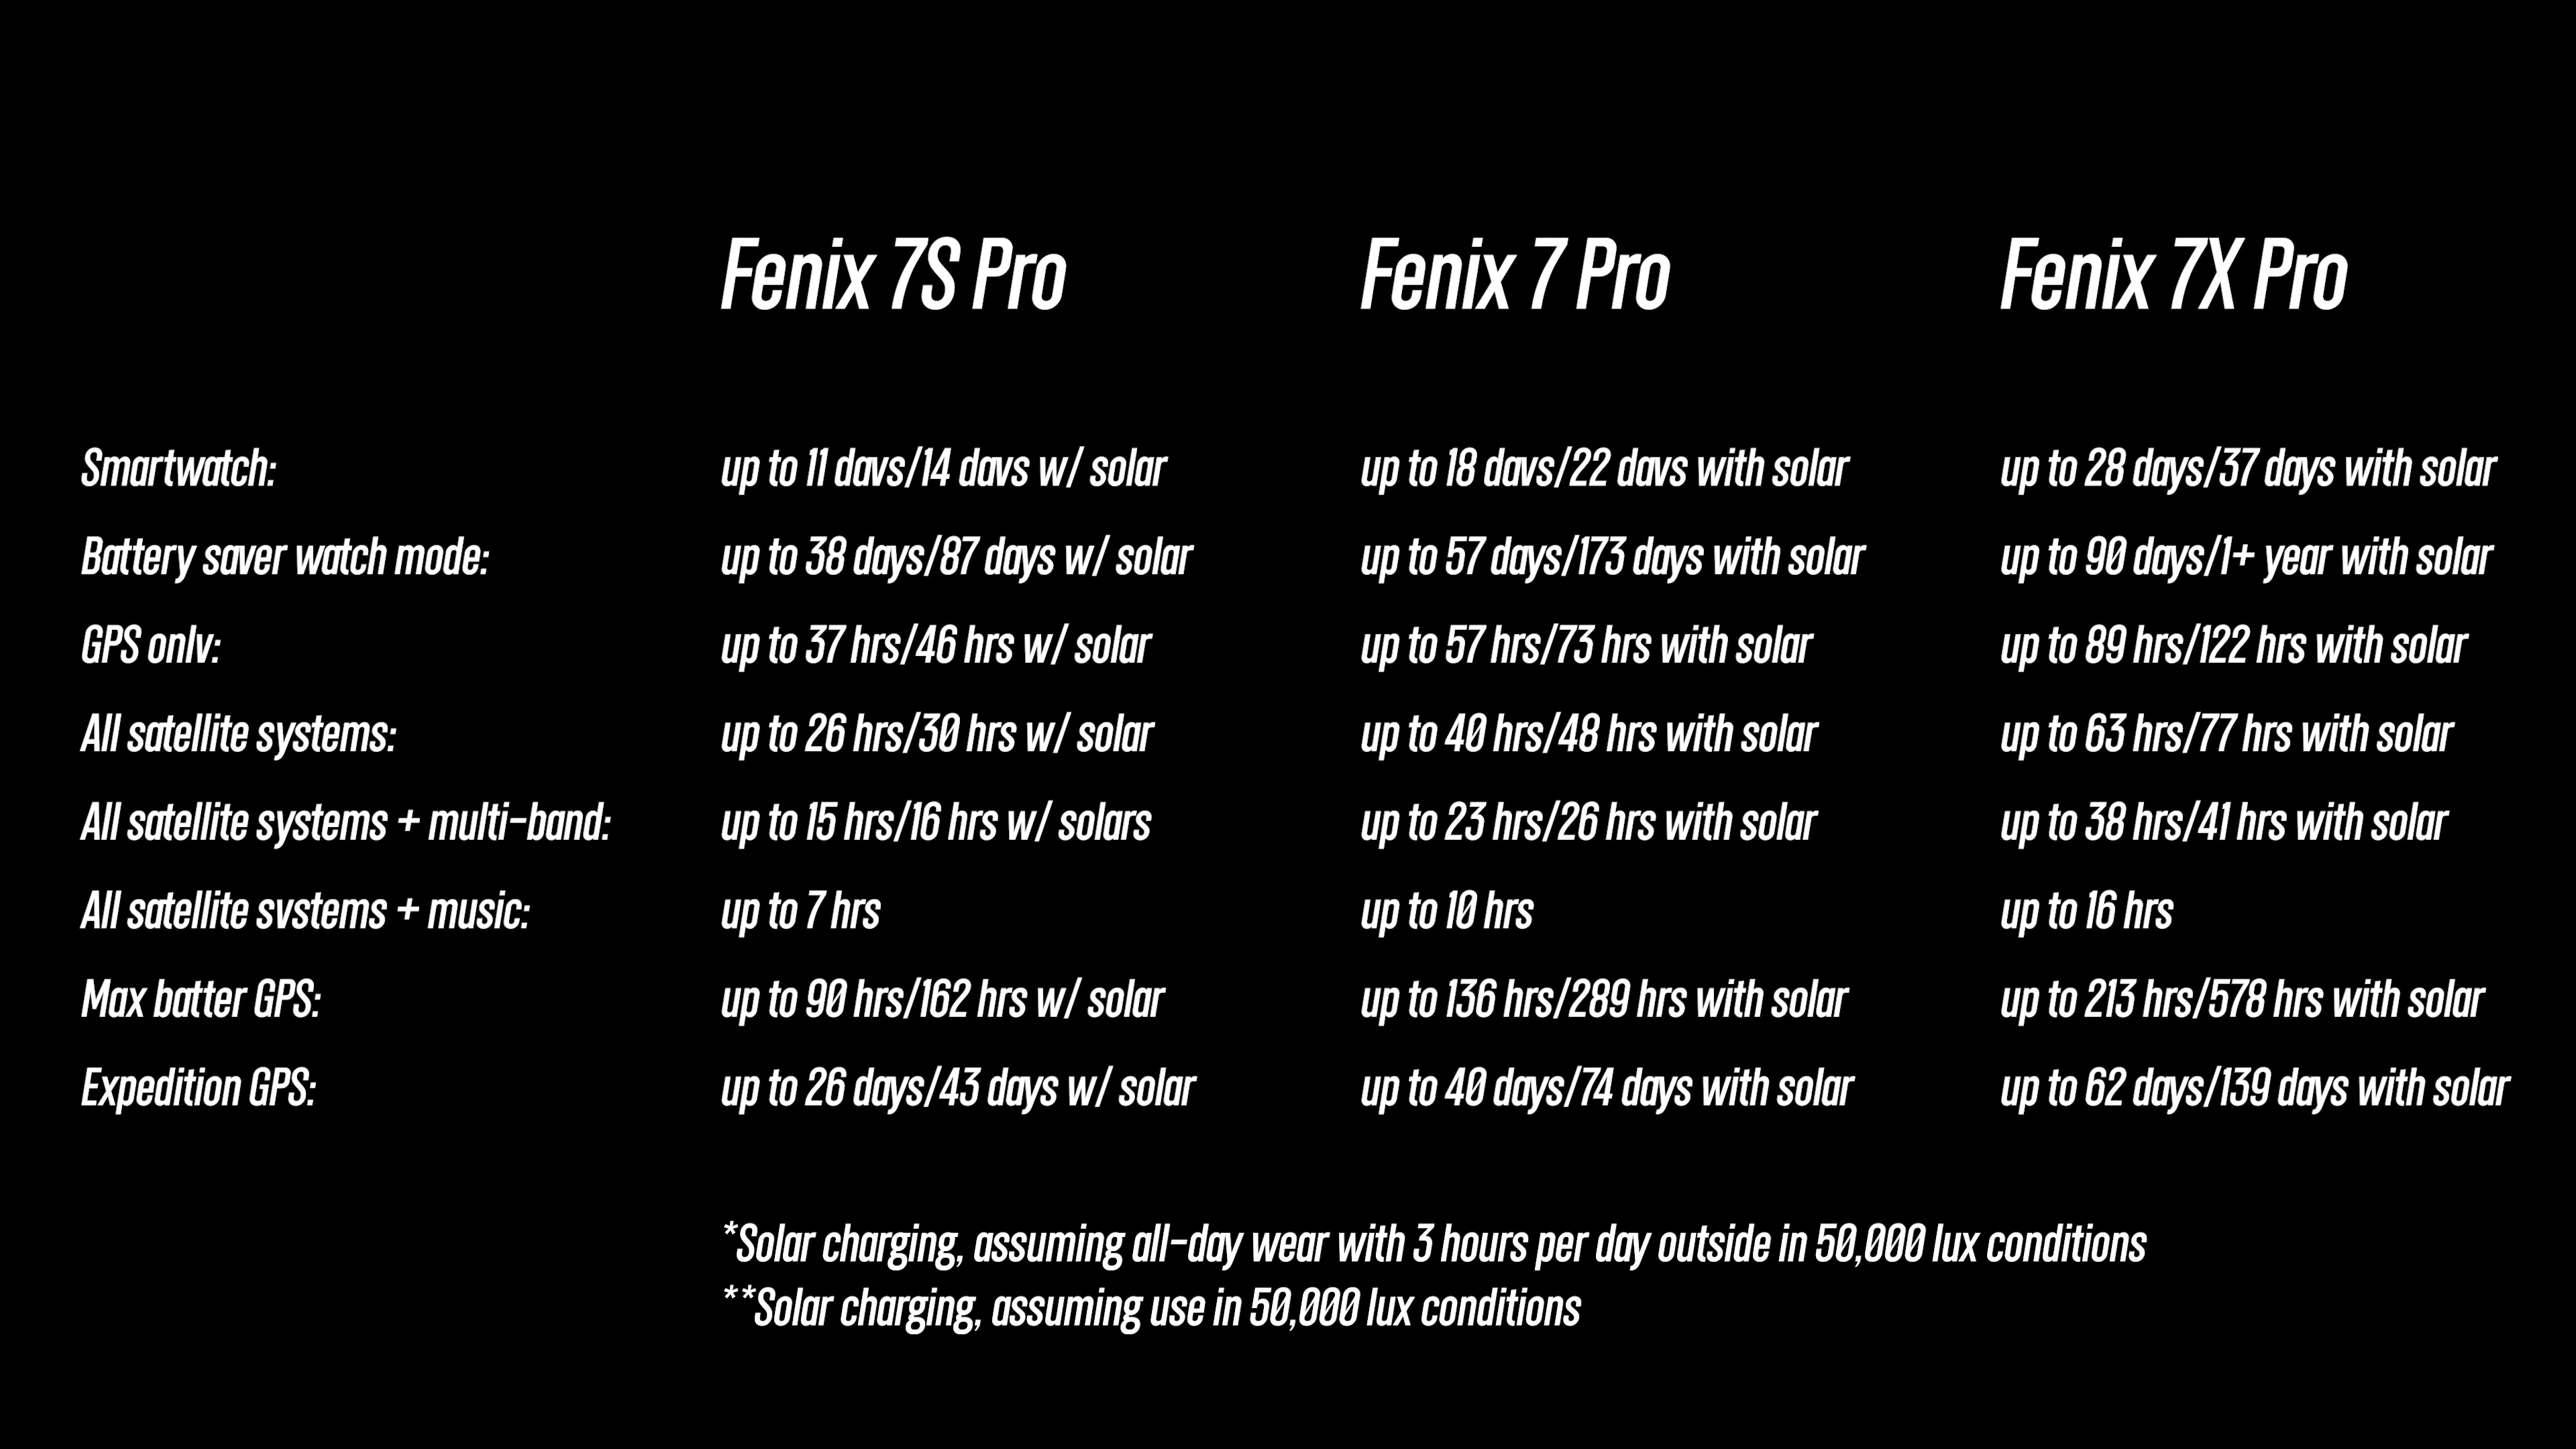 Fenix 7S Pro Fenix 7 Pro Fenix 7X Pro
Smartwatch: up to 11 davs/14 davs w/ solar up to 18 davs/22 davs with solar up to 28 days/37 days with solar
Battery saver watch mode: up to 38 days/87 days w/ solar up to 57 days/173 days with solar up to 90 days/1+ year with solar
GPS onlv: up to 37 hrs/46 hrs w/ solar up to 57 hrs/73 hrs with solar up to 89 hrs/122 hrs with solar
All satellite systems: up to 26 hrs/30 hrs w/ solar up to 40 hrs/48 hrs with solar up to 63 hrs/77 hrs with solar
All satellite systems + multi-band: up to 15 hrs/16 hrs w/ solars up to 23 hrs/26 hrs with solar up to 38 hrs/41 hrs with solar
All satellite svstems + music: up to 7 hrs up to 10 hrs up to 16 hrs
Max batter GPS: up to 90 hrs/162 hrs w/ solar up to 136 hrs/289 hrs with solar up to 213 hrs/578 hrs with solar
Expedition GPS: up to 26 days/43 days w/ solar up to 40 days/74 days with solar up to 62 days/139 days with solar
*Solar charging, assuming all-day wear with 3 hours per day outside in 50,000 lux conditions
**Solar charging, assuming use in 50,000 lux conditions